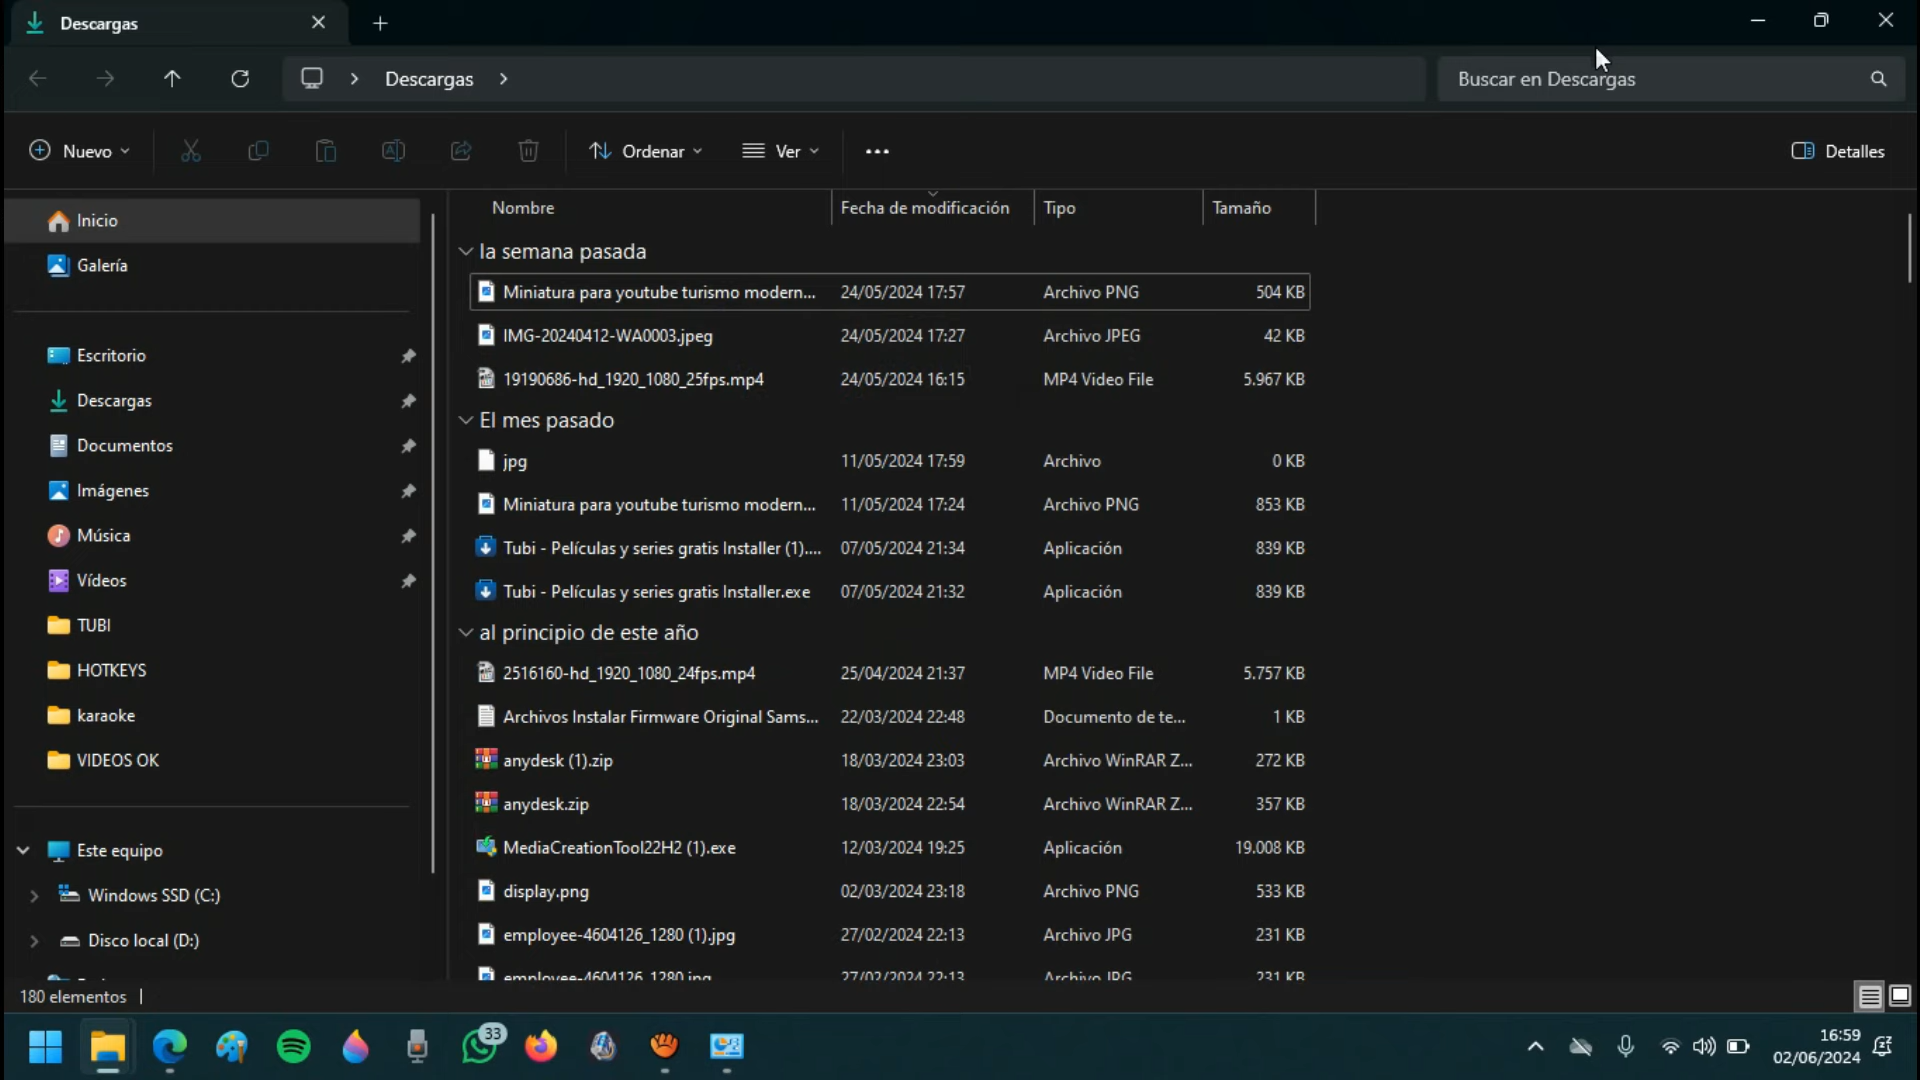 Descargas
Descargas
Buscar en Descargas
Nuevo
Ordenar
Ver
Detalles
Inicio
Galería
Escritorio
Descargas
Documentos
Imágenes
Música
Vídeos
TUBI
HOTKEYS
karaoke
VIDEOS OK
Este equipo
Windows SSD (C:)
Disco local (D:)
Nombre Fecha de modificación Tipo Tamaño
la semana pasada
Miniatura para youtube turismo modern... 24/05/2024 17:57 Archivo PNG 504 KB
IMG-20240412-WA0003.jpeg 24/05/2024 17:27 Archivo JPEG 42 KB
19190686-hd_1920_1080_25fps.mp4 24/05/2024 16:15 MP4 Video File 5.967 KB
El mes pasado
jpg 11/05/2024 17:59 Archivo 0 KB
Miniatura para youtube turismo modern... 11/05/2024 17:24 Archivo PNG 853 KB
Tubi - Películas y series gratis Installer (1).... 07/05/2024 21:34 Aplicación 839 KB
Tubi - Películas y series gratis Installer.exe 07/05/2024 21:32 Aplicación 839 KB
al principio de este año
2516160-hd_1920_1080_24fps.mp4 25/04/2024 21:37 MP4 Video File 5.757 KB
Archivos Instalar Firmware Original Sams... 22/03/2024 22:48 Documento de te... 1 KB
anydesk (1).zip 18/03/2024 23:03 Archivo WinRAR Z... 272 KB
anydesk.zip 18/03/2024 22:54 Archivo WinRAR Z... 357 KB
MediaCreationTool22H2 (1).exe 12/03/2024 19:25 Aplicación 19.008 KB
display.png 02/03/2024 23:18 Archivo PNG 533 KB
employee-4604126_1280 (1).jpg 27/02/2024 22:13 Archivo JPG 231 KB
employee-4604126_1280.jpg 27/02/2024 22:13 Archivo JPG 231 KB
180 elementos
33
16:59
02/06/2024